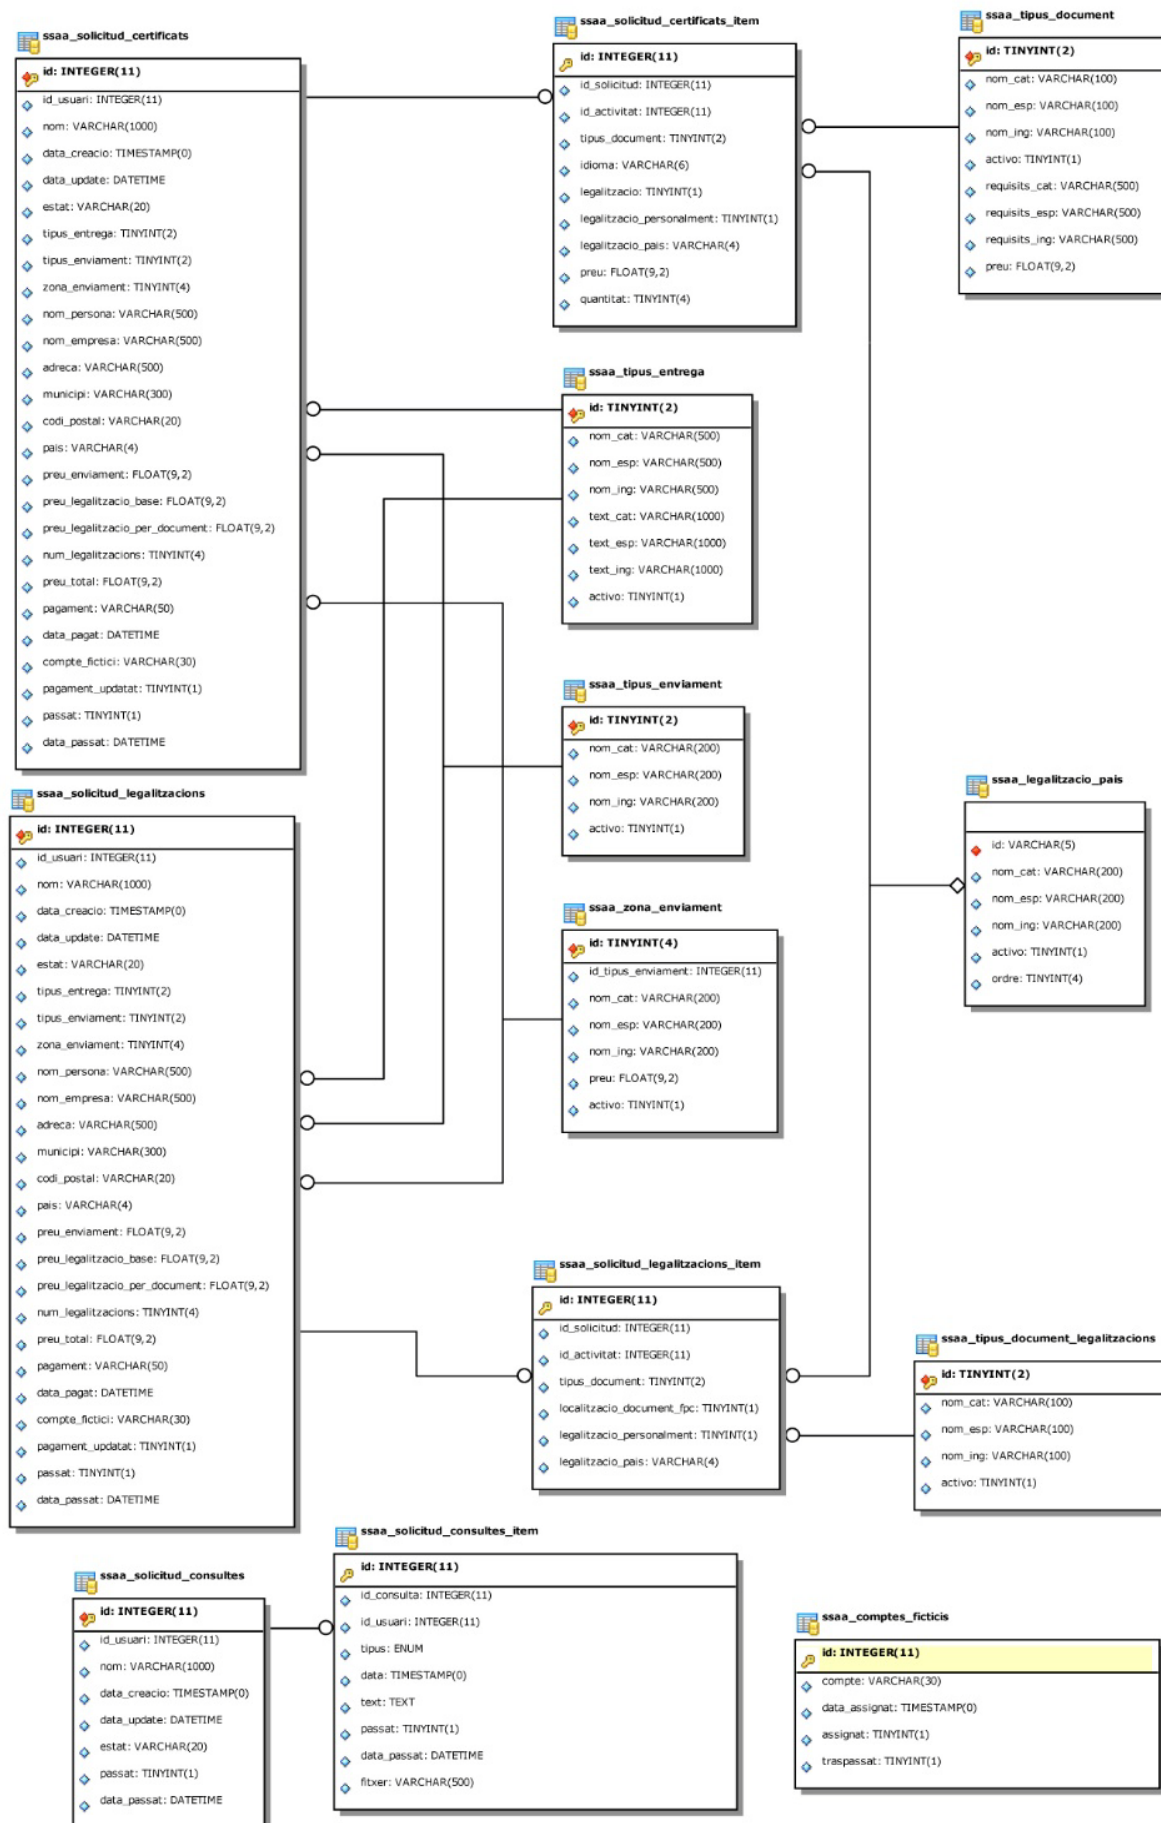 ssaa_solicitud_certificats
id: INTEGER(11)
id_usuari: INTEGER(11)
nom: VARCHAR(1000)
data_creacio: TIMESTAMP(0)
data_update: DATETIME
estat: VARCHAR(20)
tipus_entrega: TINYINT(2)
tipus_enviament: TINYINT(2)
zona_enviament: TINYINT(4)
nom_persona: VARCHAR(500)
nom_empresa: VARCHAR(500)
adreca: VARCHAR(500)
municipi: VARCHAR(300)
codi_postal: VARCHAR(20)
pais: VARCHAR(4)
preu_enviament: FLOAT(9,2)
preu_legalitzacio_base: FLOAT(9,2)
preu_legalitzacio_per_document: FLOAT(9,2)
num_legalitzacions: TINYINT(4)
preu_total: FLOAT(9,2)
pagament: VARCHAR(50)
data_pagat: DATETIME
compte_fictici: VARCHAR(30)
pagament_updatat: TINYINT(1)
passat: TINYINT(1)
data_passat: DATETIME
ssaa_solicitud_certificats_item
id: INTEGER(11)
id_solicitud: INTEGER(11)
id_activitat: INTEGER(11)
tipus_document: TINYINT(2)
idioma: VARCHAR(6)
legalitzacio: TINYINT(1)
legalitzacio_personalment: TINYINT(1)
legalitzacio_pais: VARCHAR(4)
preu: FLOAT(9,2)
quantitat: TINYINT(4)
ssaa_tipus_document
id: TINYINT(2)
nom_cat: VARCHAR(100)
nom_esp: VARCHAR(100)
nom_ing: VARCHAR(100)
activo: TINYINT(1)
requisits_cat: VARCHAR(500)
requisits_esp: VARCHAR(500)
requisits_ing: VARCHAR(500)
preu: FLOAT(9,2)
ssaa_tipus_entrega
id: TINYINT(2)
nom_cat: VARCHAR(500)
nom_esp: VARCHAR(500)
nom_ing: VARCHAR(500)
text_cat: VARCHAR(1000)
text_esp: VARCHAR(1000)
text_ing: VARCHAR(1000)
activo: TINYINT(1)
ssaa_tipus_enviament
id: TINYINT(2)
nom_cat: VARCHAR(200)
nom_esp: VARCHAR(200)
nom_ing: VARCHAR(200)
activo: TINYINT(1)
ssaa_legalitzacio_pais
id: VARCHAR(5)
nom_cat: VARCHAR(200)
nom_esp: VARCHAR(200)
nom_ing: VARCHAR(200)
activo: TINYINT(1)
ordre: TINYINT(4)
ssaa_solicitud_legalitzacions
id: INTEGER(11)
id_usuari: INTEGER(11)
nom: VARCHAR(1000)
data_creacio: TIMESTAMP(0)
data_update: DATETIME
estat: VARCHAR(20)
tipus_entrega: TINYINT(2)
tipus_enviament: TINYINT(2)
zona_enviament: TINYINT(4)
nom_persona: VARCHAR(500)
nom_empresa: VARCHAR(500)
adreca: VARCHAR(500)
municipi: VARCHAR(300)
codi_postal: VARCHAR(20)
pais: VARCHAR(4)
preu_enviament: FLOAT(9,2)
preu_legalitzacio_base: FLOAT(9,2)
preu_legalitzacio_per_document: FLOAT(9,2)
num_legalitzacions: TINYINT(4)
preu_total: FLOAT(9,2)
pagament: VARCHAR(50)
data_pagat: DATETIME
compte_fictici: VARCHAR(30)
pagament_updatat: TINYINT(1)
passat: TINYINT(1)
data_passat: DATETIME
ssaa_zona_enviament
id: TINYINT(4)
id_tipus_enviament: INTEGER(11)
nom_cat: VARCHAR(200)
nom_esp: VARCHAR(200)
nom_ing: VARCHAR(200)
preu: FLOAT(9,2)
activo: TINYINT(1)
ssaa_solicitud_legalitzacions_item
id: INTEGER(11)
id_solicitud: INTEGER(11)
id_activitat: INTEGER(11)
tipus_document: TINYINT(2)
localitzacio_document_fpc: TINYINT(1)
legalitzacio_personalment: TINYINT(1)
legalitzacio_pais: VARCHAR(4)
ssaa_tipus_document_legalitzacions
id: TINYINT(2)
nom_cat: VARCHAR(100)
nom_esp: VARCHAR(100)
nom_ing: VARCHAR(100)
activo: TINYINT(1)
ssaa_solicitud_consultes
id: INTEGER(11)
id_usuari: INTEGER(11)
nom: VARCHAR(1000)
data_creacio: TIMESTAMP(0)
data_update: DATETIME
estat: VARCHAR(20)
passat: TINYINT(1)
data_passat: DATETIME
ssaa_solicitud_consultes_item
id: INTEGER(11)
id_consulta: INTEGER(11)
id_usuari: INTEGER(11)
tipus: ENUM
data: TIMESTAMP(0)
text: TEXT
passat: TINYINT(1)
data_passat: DATETIME
fitxer: VARCHAR(500)
ssaa_comptes_ficticis
id: INTEGER(11)
compte: VARCHAR(30)
data_assignat: TIMESTAMP(0)
assignat: TINYINT(1)
traspassat: TINYINT(1)